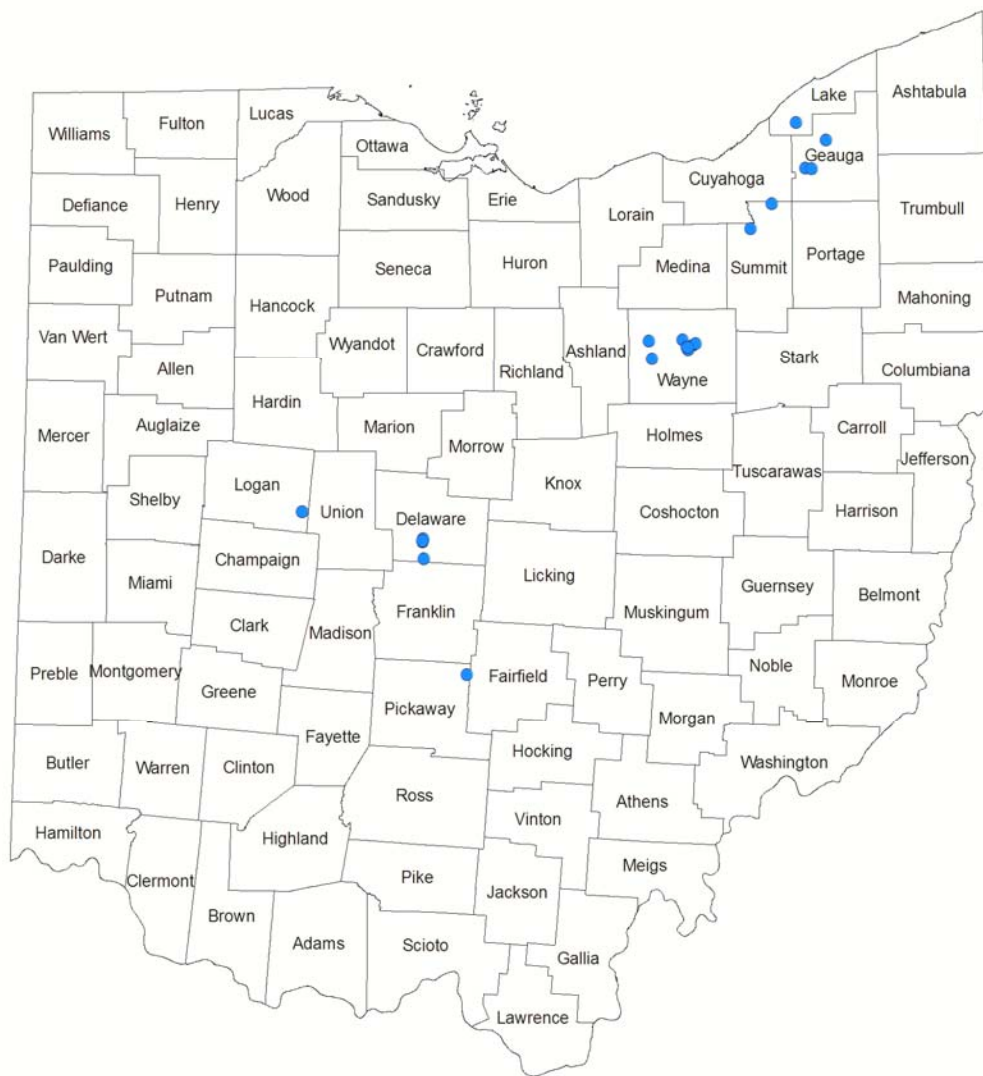 Lake
Ashtabula
Lucas
Fulton
Williams
Ottawa
Geauga
Cuyahoga
Wood
Sandusky
Erie
Henry
Defiance
Lorain
Trumbull
Portage
Huron
Seneca
Medina
Summit
Paulding
Putnam
Hancock
Mahoning
Van Wert
Wyandot
Crawford
Ashland
Stark
Allen
Richland
Wayne
Columbiana
Hardin
Auglaize
Marion
Mercer
Holmes
Carroll
Morrow
Jefferson
Tuscarawas
Logan
Knox
Shelby
Union
Coshocton
Harrison
Delaware
Darke
Champaign
Licking
Miami
Guernsey
Belmont
Franklin
Muskingum
Clark
Madison
Preble
Montgomery
Fairfield
Noble
Perry
Monroe
Greene
Pickaway
Morgan
Fayette
Hocking
Butler
Warren
Clinton
Washington
Ross
Athens
Vinton
Hamilton
Highland
Meigs
Pike
Clermont
Jackson
Brown
Adams
Scioto
Gallia
Lawrence